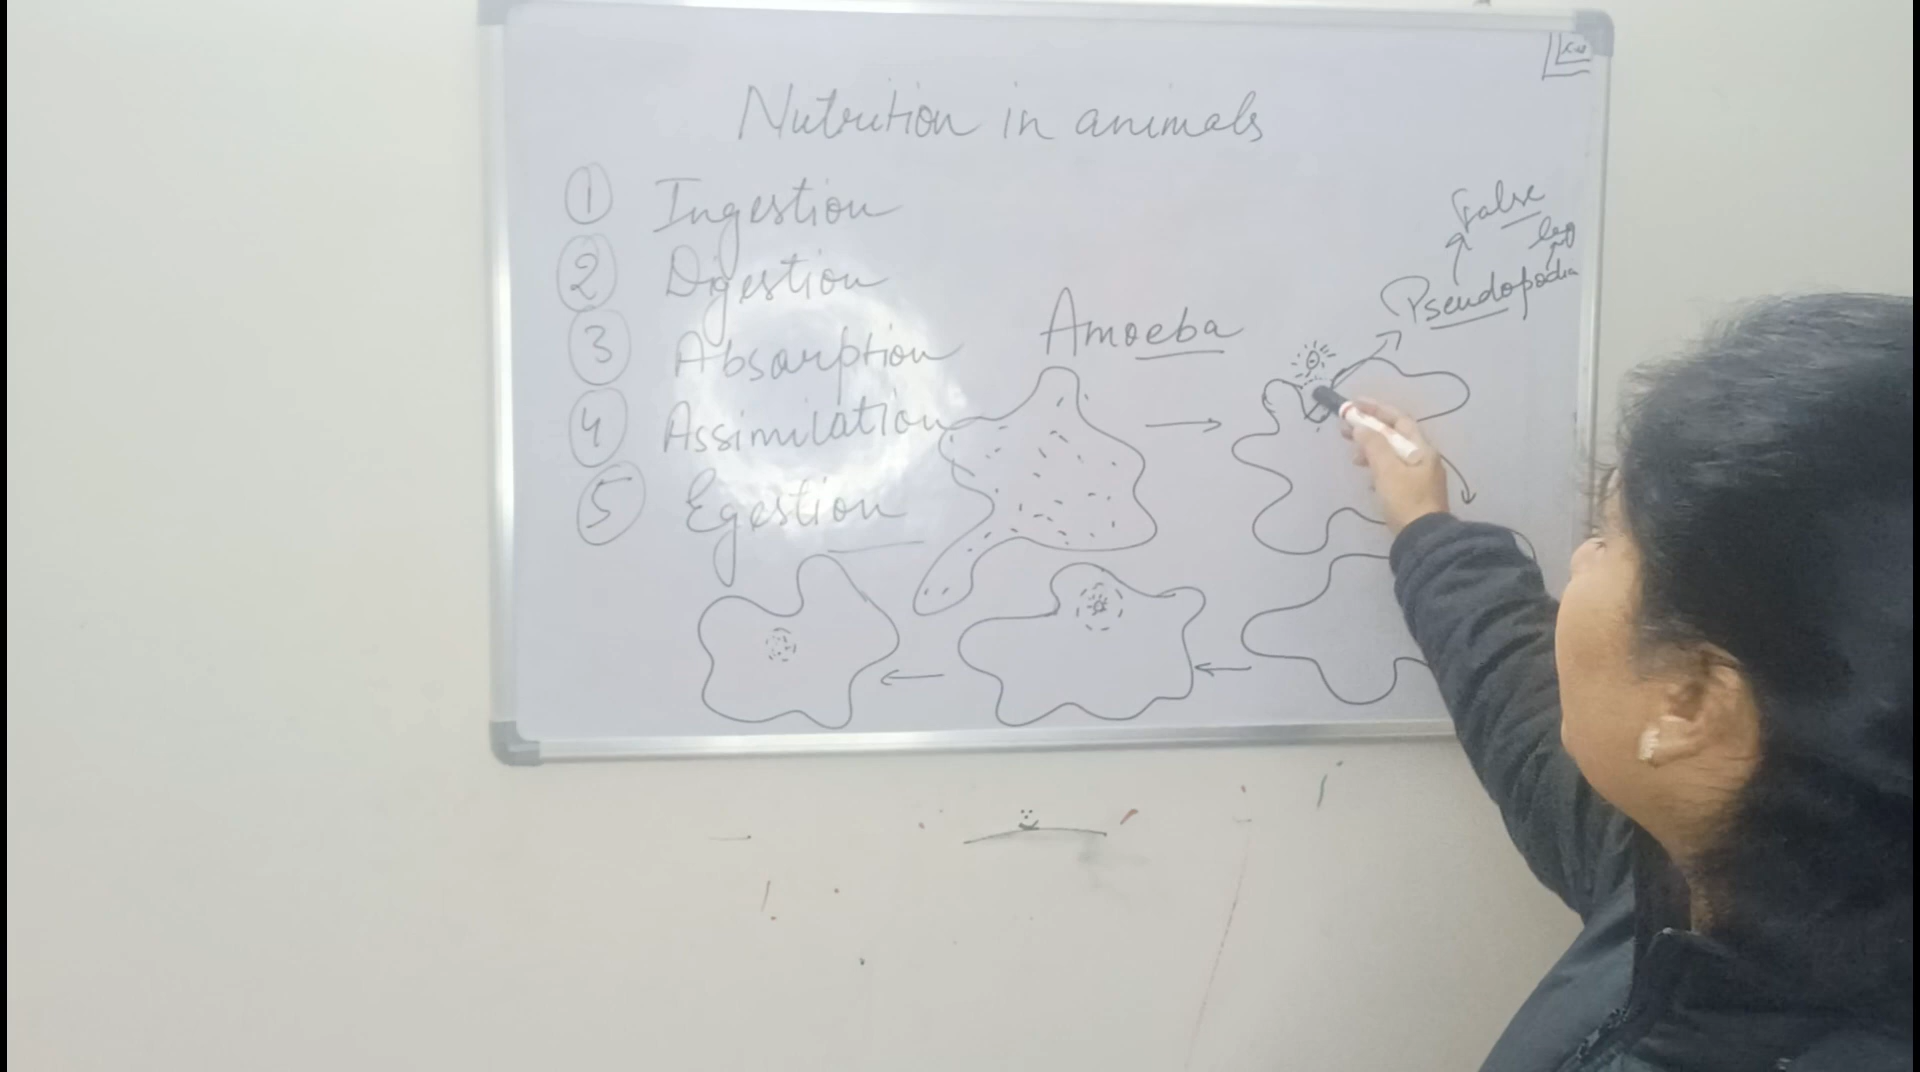 Nutrition in animals
1 Ingestion
2 Digestion
3 Absorption
4 Assimilation
5 Egestion
Amoeba
False
leg
Pseudopodia